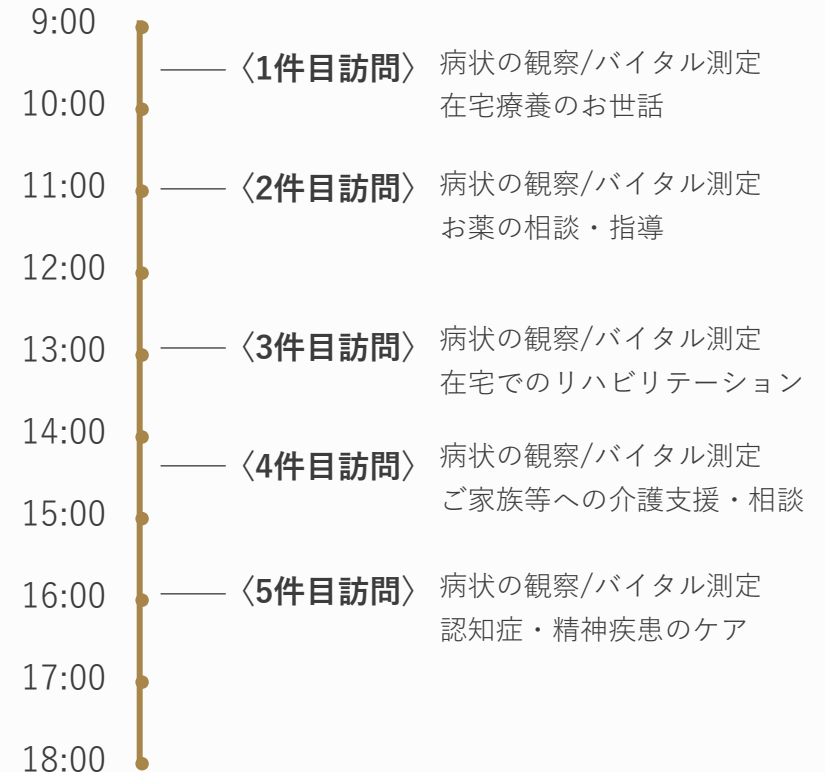 9:00
〈1件目訪問〉 病状の観察/バイタル測定
在宅療養のお世話
10:00
11:00
〈2件目訪問〉 病状の観察/バイタル測定
お薬の相談・指導
12:00
13:00
〈3件目訪問〉 病状の観察/バイタル測定
在宅でのリハビリテーション
14:00
〈4件目訪問〉 病状の観察/バイタル測定
ご家族等への介護支援・相談
15:00
16:00
〈5件目訪問〉 病状の観察/バイタル測定
認知症・精神疾患のケア
17:00
18:00